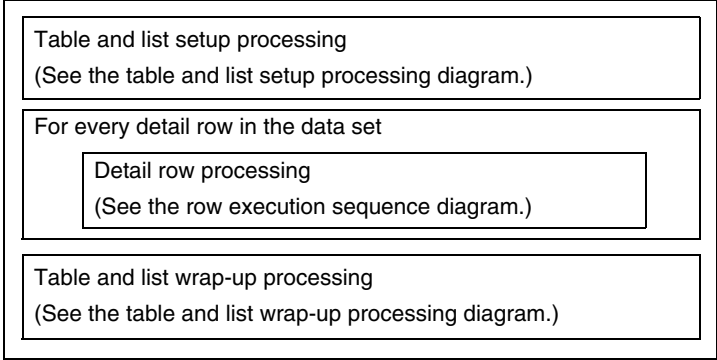 Table and list setup processing
(See the table and list setup processing diagram.)
For every detail row in the data set
Detail row processing
(See the row execution sequence diagram.)
Table and list wrap-up processing
(See the table and list wrap-up processing diagram.)